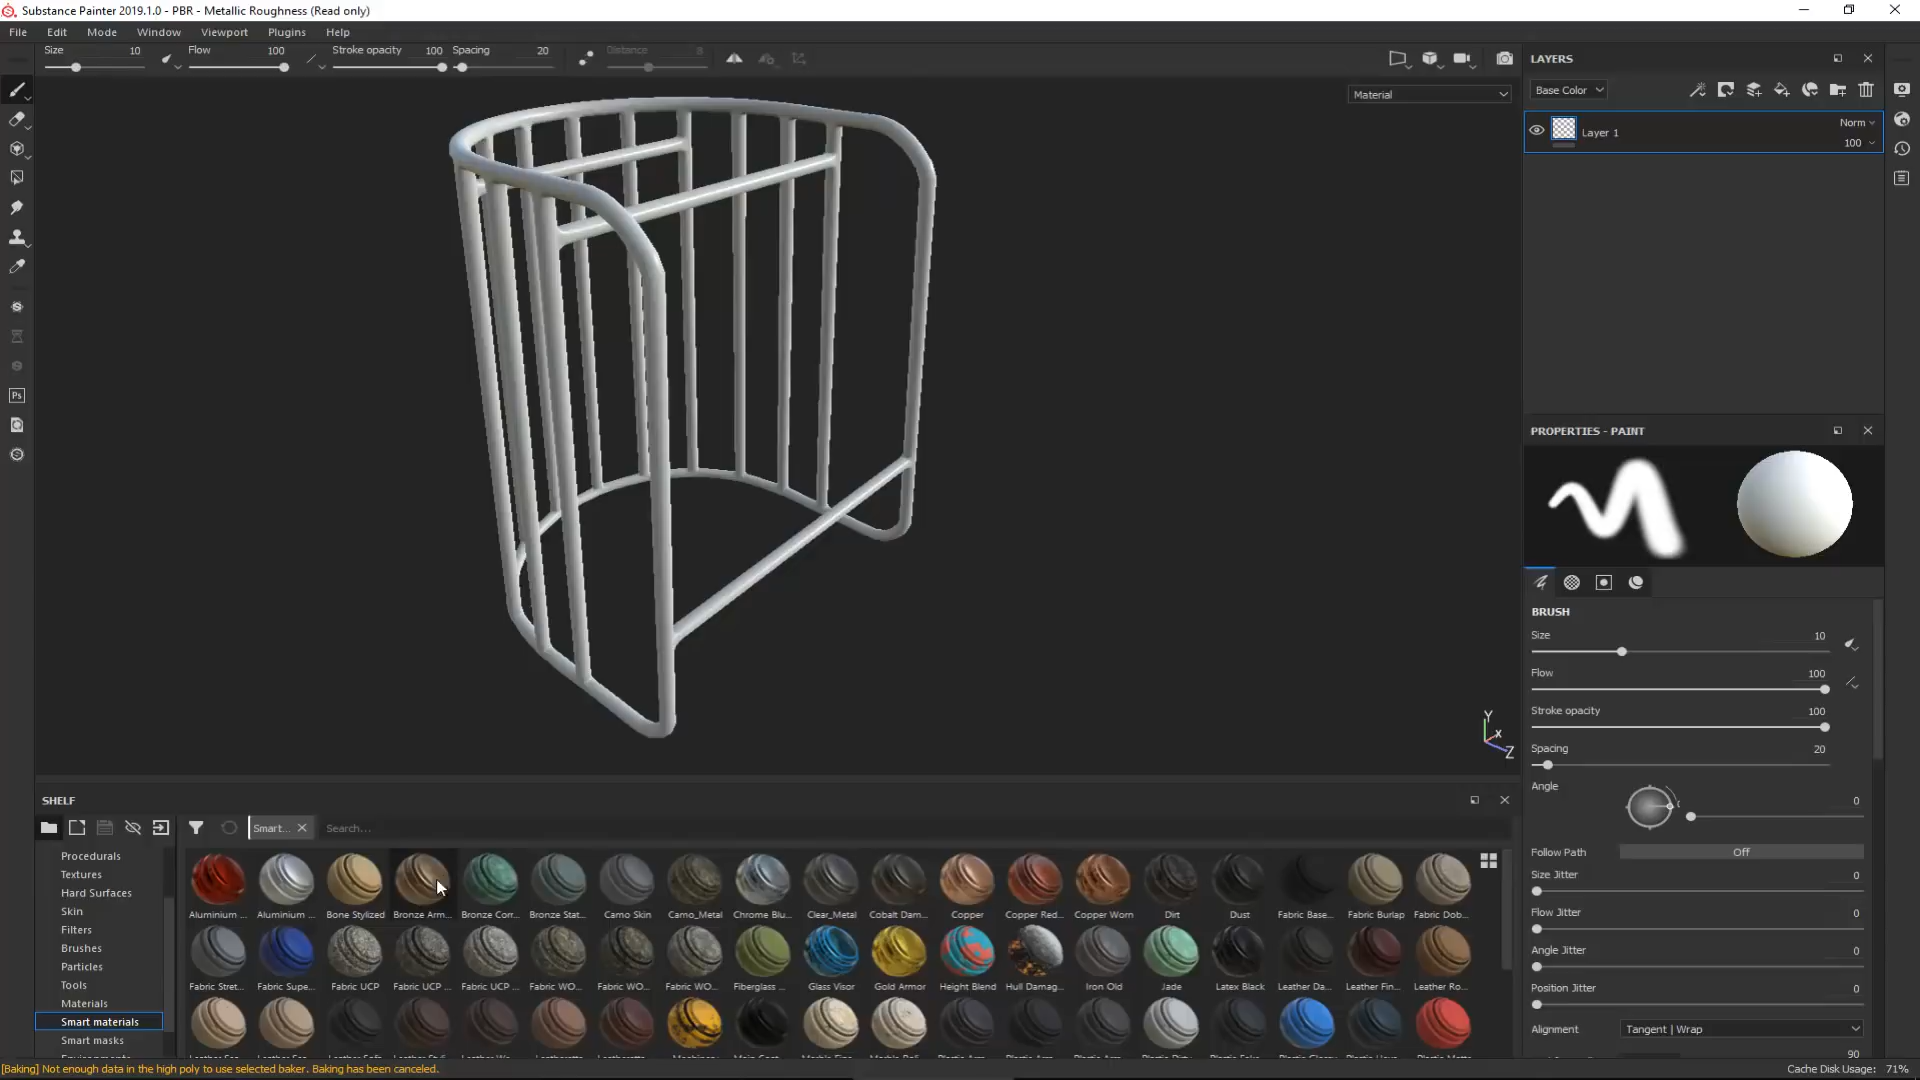 Substance Painter 2019.1.0 - PBR - Metallic Roughness (Read only)
File Edit Mode Window Viewport Plugins Help
Size 10 Flow 100 Stroke opacity 100 Spacing 20 Distance 8
Material
LAYERS
Base Color
Layer 1 Norm
100
PROPERTIES - PAINT
BRUSH
Size 10
Flow 100
Stroke opacity 100
Spacing 20
Angle 0
Follow Path Off
Size Jitter 0
Flow Jitter 0
Angle Jitter 0
Position Jitter 0
Alignment Tangent | Wrap
90
Ps
Y
X
Z
SHELF
Smart... Search...
Procedurals
Textures
Hard Surfaces
Skin
Filters
Brushes
Particles
Tools
Materials
Smart materials
Smart masks
Environments
Aluminium ... Aluminium ... Bone Stylized Bronze Arm... Bronze Corr... Bronze Stat... Camo Skin Camo_Metal Chrome Blu... Clear_Metal Cobalt Dam... Copper Copper Red... Copper Worn Dirt Dust Fabric Base... Fabric Burlap Fabric Dob...
Fabric Stret... Fabric Supe... Fabric UCP Fabric UCP ... Fabric UCP ... Fabric WO... Fabric WO... Fabric WO... Fiberglass ... Glass Visor Gold Armor Height Blend Hull Damag... Iron Old Jade Latex Black Leather Da... Leather Fin... Leather Ro...
[Baking] Not enough data in the high poly to use selected baker. Baking has been canceled.
Cache Disk Usage: 71%